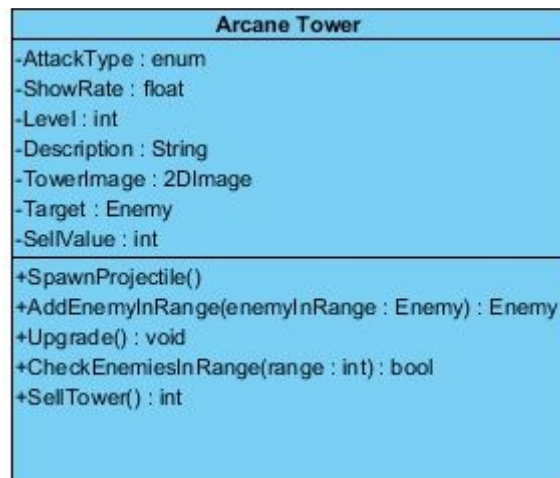 Arcane Tower
-AttackType : enum
-ShowRate : float
-Level : int
-Description : String
-TowerImage : 2DImage
-Target : Enemy
-SellValue : int
+SpawnProjectile()
+AddEnemyInRange(enemyInRange : Enemy) : Enemy
+Upgrade() : void
+CheckEnemiesInRange(range : int) : bool
+SellTower() : int